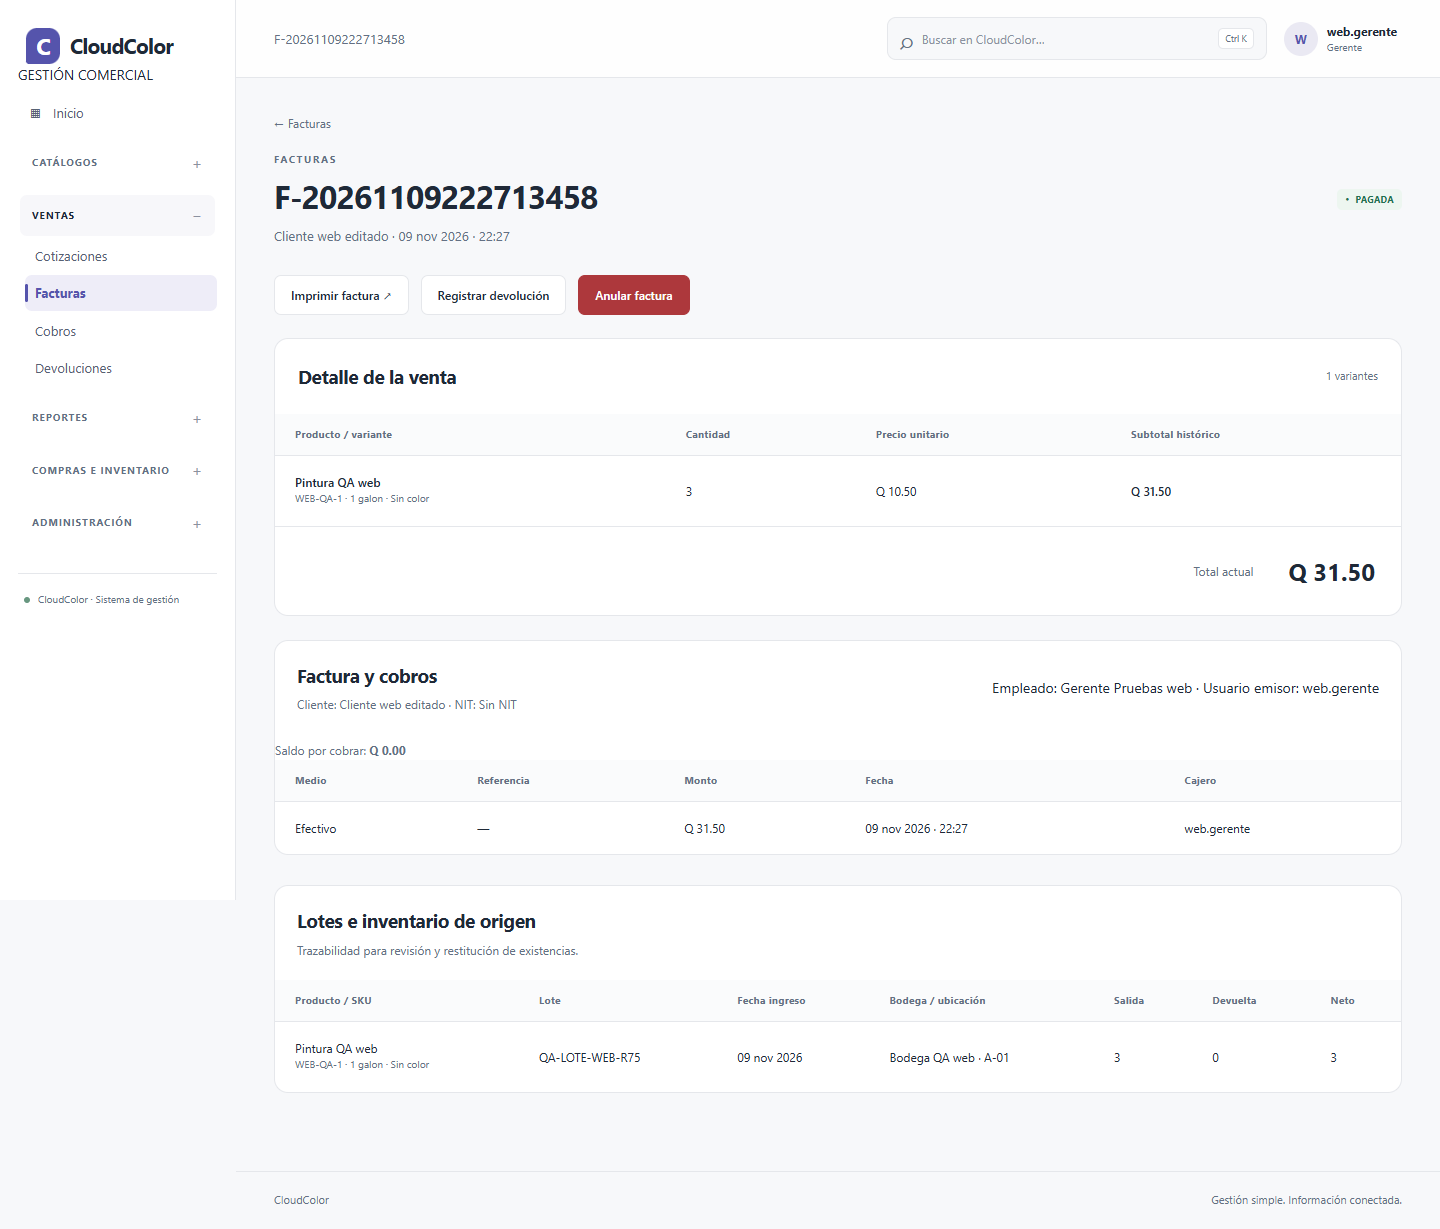 C CloudColor
GESTIÓN COMERCIAL
Inicio
CATÁLOGOS +
VENTAS −
Cotizaciones
Facturas
Cobros
Devoluciones
REPORTES +
COMPRAS E INVENTARIO +
ADMINISTRACIÓN +
CloudColor · Sistema de gestión
F-20261109222713458
Buscar en CloudColor... Ctrl K
W web.gerente
Gerente
← Facturas
FACTURAS
F-20261109222713458
• PAGADA
Cliente web editado · 09 nov 2026 · 22:27
Imprimir factura ↗ Registrar devolución Anular factura
Detalle de la venta 1 variantes
Producto / variante Cantidad Precio unitario Subtotal histórico
Pintura QA web 3 Q 10.50 Q 31.50
WEB-QA-1 · 1 galon · Sin color
Total actual Q 31.50
Factura y cobros
Cliente: Cliente web editado · NIT: Sin NIT
Empleado: Gerente Pruebas web · Usuario emisor: web.gerente
Saldo por cobrar: Q 0.00
Medio Referencia Monto Fecha Cajero
Efectivo — Q 31.50 09 nov 2026 · 22:27 web.gerente
Lotes e inventario de origen
Trazabilidad para revisión y restitución de existencias.
Producto / SKU Lote Fecha ingreso Bodega / ubicación Salida Devuelta Neto
Pintura QA web QA-LOTE-WEB-R75 09 nov 2026 Bodega QA web · A-01 3 0 3
WEB-QA-1 · 1 galon · Sin color
CloudColor Gestión simple. Información conectada.